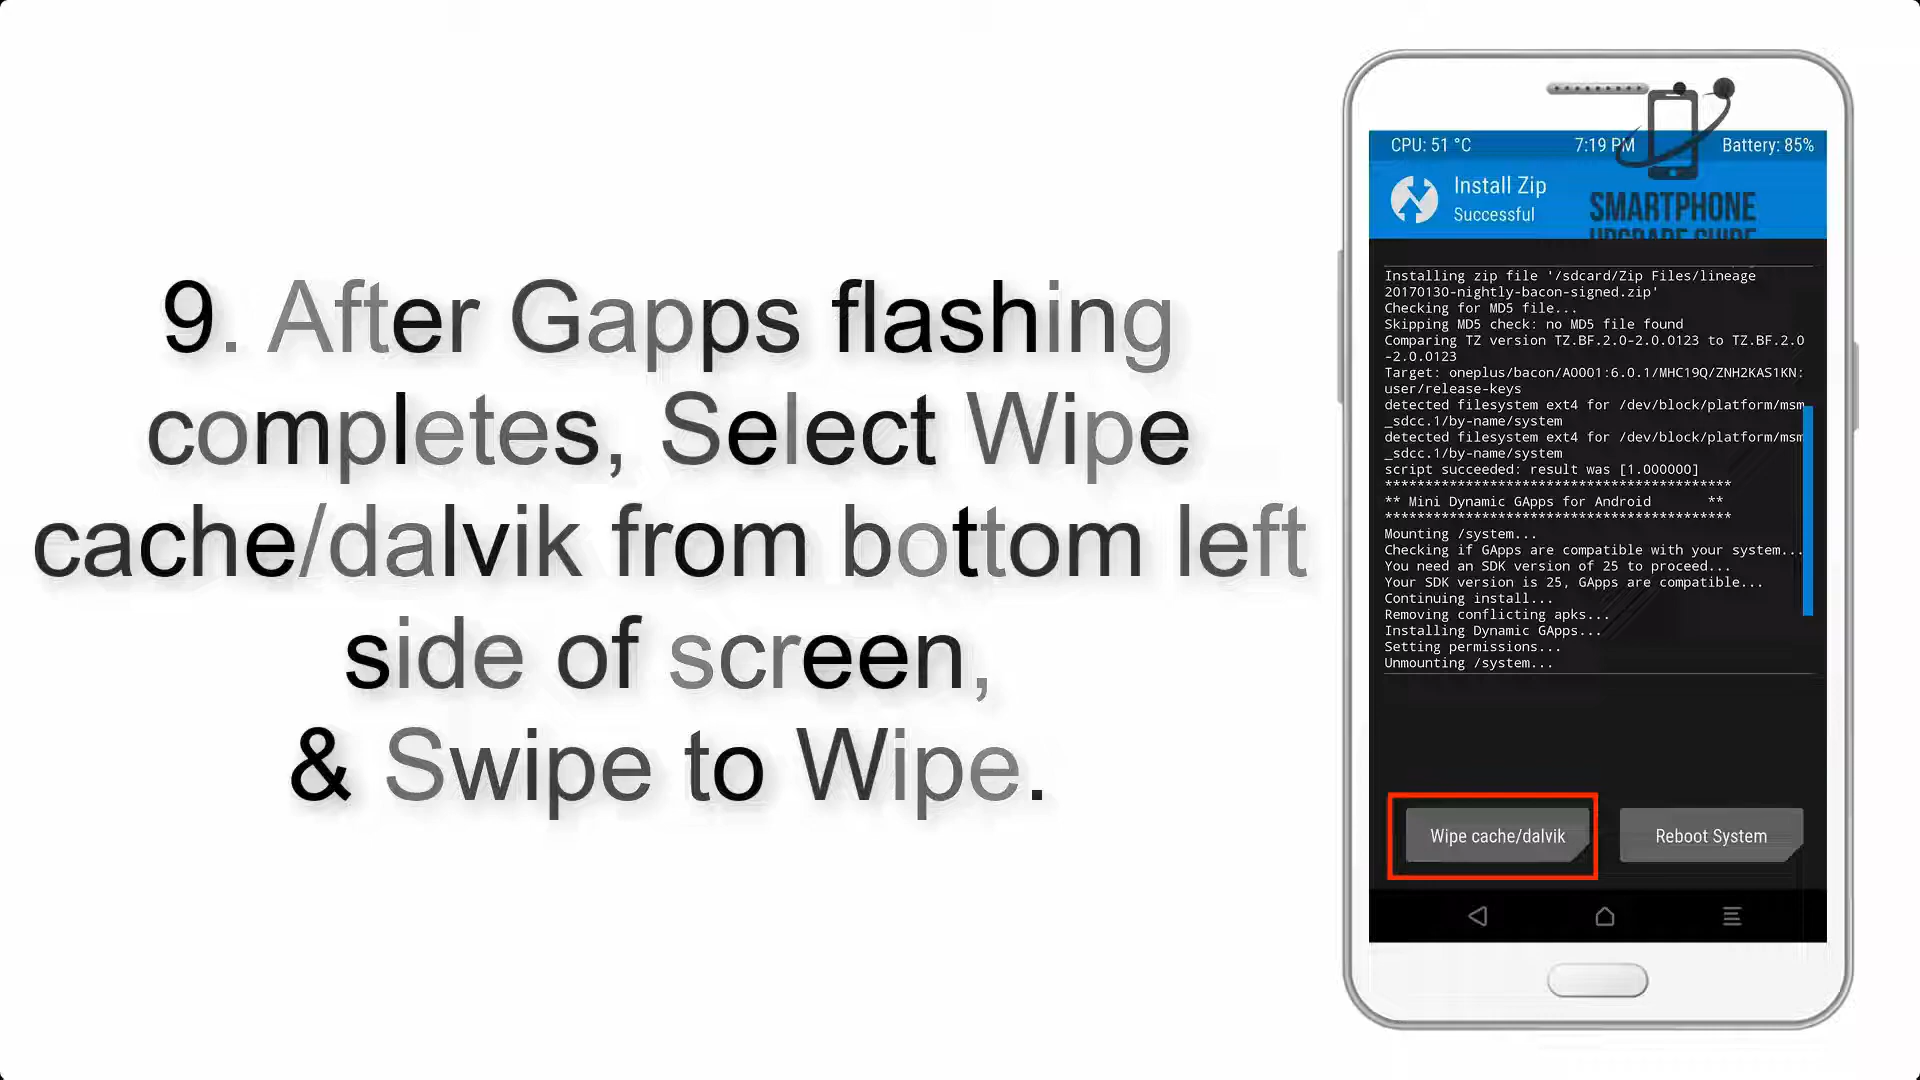 9. After Gapps flashing
completes, Select Wipe
cache/dalvik from bottom left
side of screen,
& Swipe to Wipe.
CPU: 51 °C 7:19 PM Battery: 85%
Install Zip
Successful
SMARTPHONE
UPGRADE GUIDE
Installing zip file '/sdcard/Zip Files/lineage
20170130-nightly-bacon-signed.zip'
Checking for MD5 file...
Skipping MD5 check: no MD5 file found
Comparing TZ version TZ.BF.2.0-2.0.0123 to TZ.BF.2.0
-2.0.0123
Target: oneplus/bacon/A0001:6.0.1/MHC19Q/ZNH2KAS1KN:
user/release-keys
detected filesystem ext4 for /dev/block/platform/msm
_sdcc.1/by-name/system
detected filesystem ext4 for /dev/block/platform/msm
_sdcc.1/by-name/system
script succeeded: result was [1.000000]
******************************************
** Mini Dynamic GApps for Android **
******************************************
Mounting /system...
Checking if GApps are compatible with your system...
You need an SDK version of 25 to proceed...
Your SDK version is 25, GApps are compatible...
Continuing install...
Removing conflicting apks...
Installing Dynamic GApps...
Setting permissions...
Unmounting /system...
Wipe cache/dalvik Reboot System